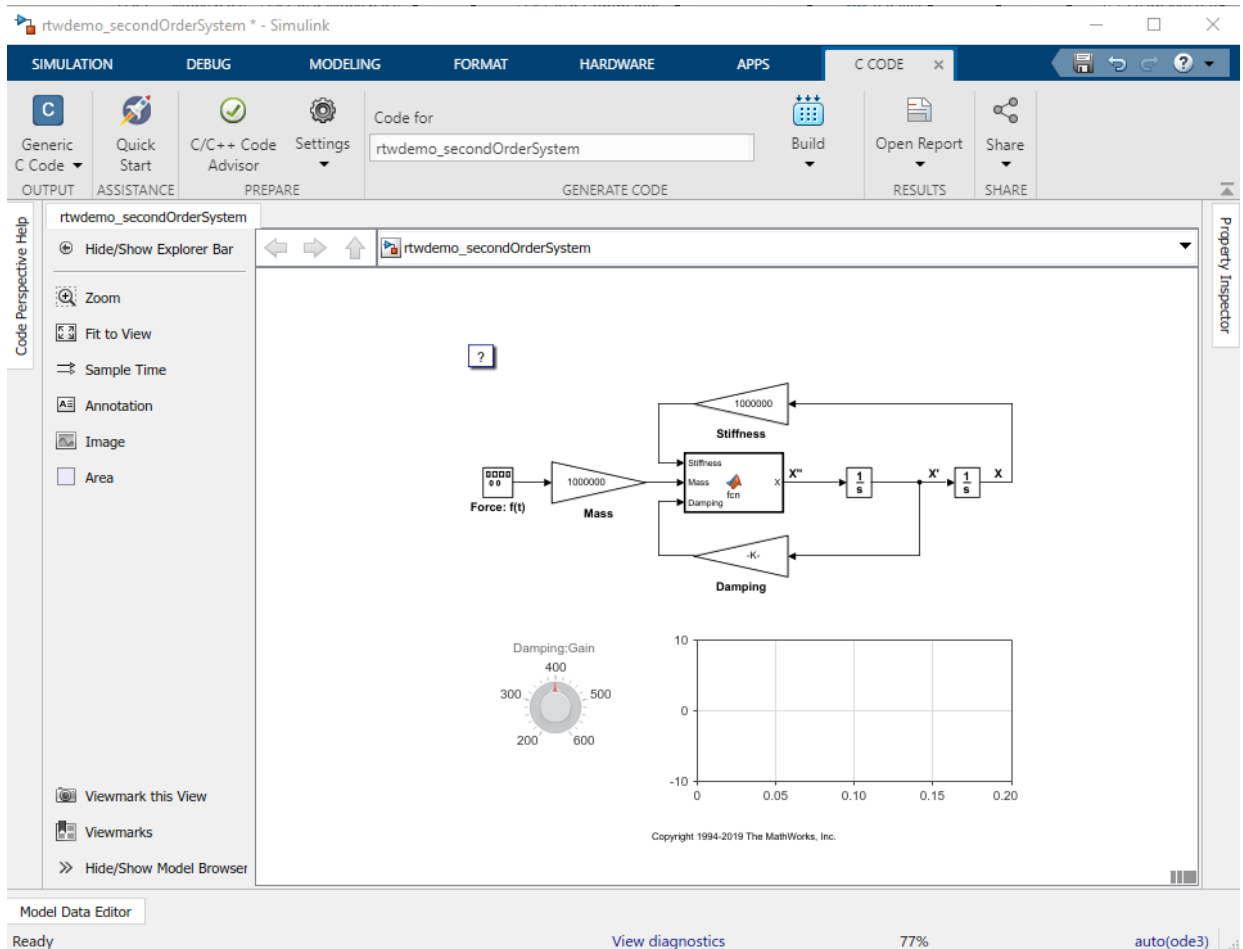 rtwdemo_secondOrderSystem * - Simulink
SIMULATION DEBUG MODELING FORMAT HARDWARE APPS C CODE ×
?
C
Generic
C Code
Quick
Start
C/C++ Code
Advisor
Settings
Code for
rtwdemo_secondOrderSystem
Build
Open Report
Share
OUTPUT ASSISTANCE PREPARE GENERATE CODE RESULTS SHARE
Code Perspective Help
Property Inspector
rtwdemo_secondOrderSystem
Hide/Show Explorer Bar
rtwdemo_secondOrderSystem
Zoom
Fit to View
Sample Time
Annotation
Image
Area
?
1000000
Stiffness
Stiffness
Mass
Damping
fcn
X
X''
1
s
X'
1
s
X
1000000
Force: f(t)
Mass
-K-
Damping
Damping:Gain
400
300 500
200 600
10
0
-10
0 0.05 0.10 0.15 0.20
Copyright 1994-2019 The MathWorks, Inc.
Viewmark this View
Viewmarks
Hide/Show Model Browser
Model Data Editor
Ready View diagnostics 77% auto(ode3)